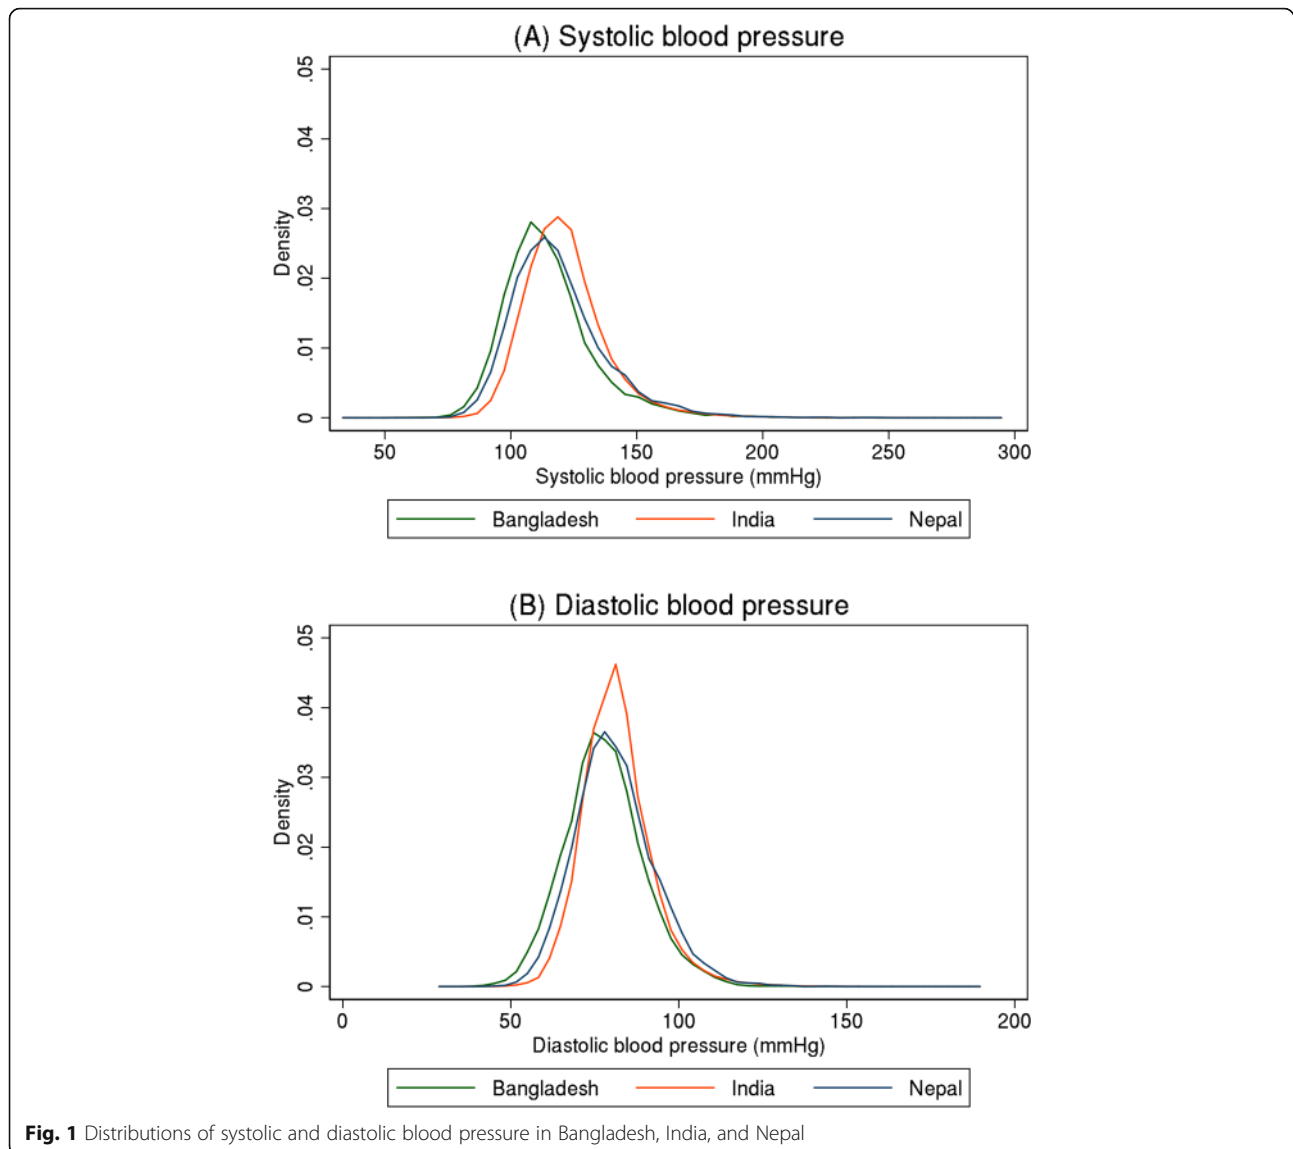 (A) Systolic blood pressure
.05
.04
.03
.02
.01
0
Density
50 100 150 200 250 300
Systolic blood pressure (mmHg)
Bangladesh India Nepal
(B) Diastolic blood pressure
.05
.04
.03
.02
.01
0
Density
0 50 100 150 200
Diastolic blood pressure (mmHg)
Bangladesh India Nepal
Fig. 1 Distributions of systolic and diastolic blood pressure in Bangladesh, India, and Nepal